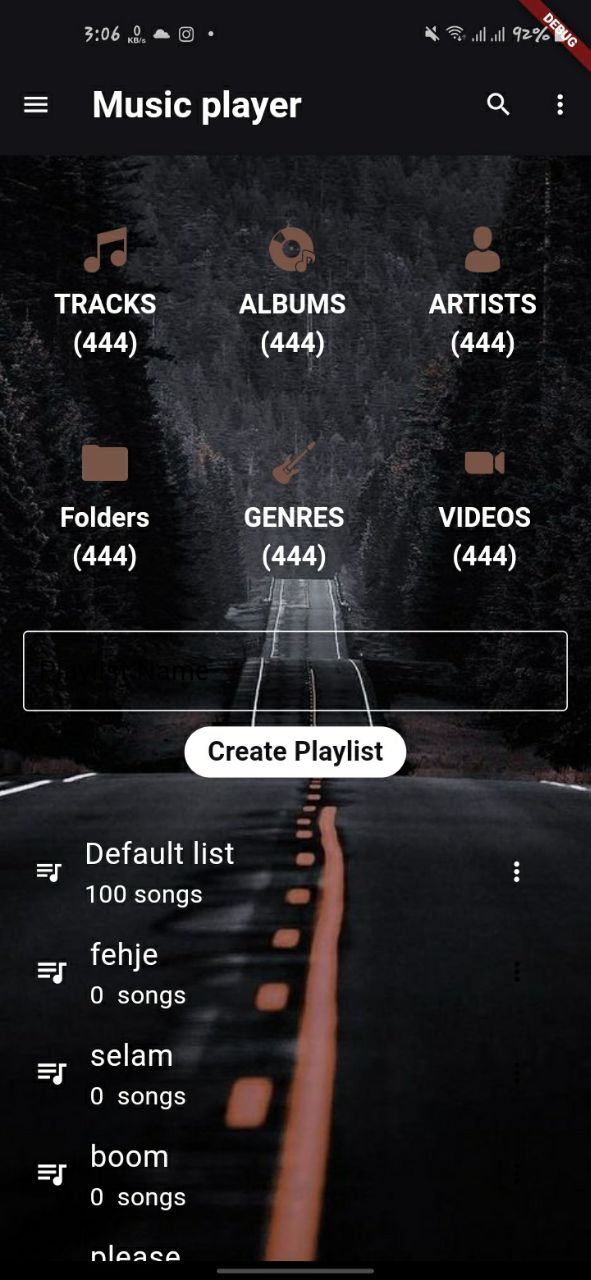 3:06 0 KB/s 92%
DEBUG
Music player
TRACKS ALBUMS ARTISTS
(444) (444) (444)
Folders GENRES VIDEOS
(444) (444) (444)
Playlist Name
Create Playlist
Default list
100 songs
fehje
0 songs
selam
0 songs
boom
0 songs
please